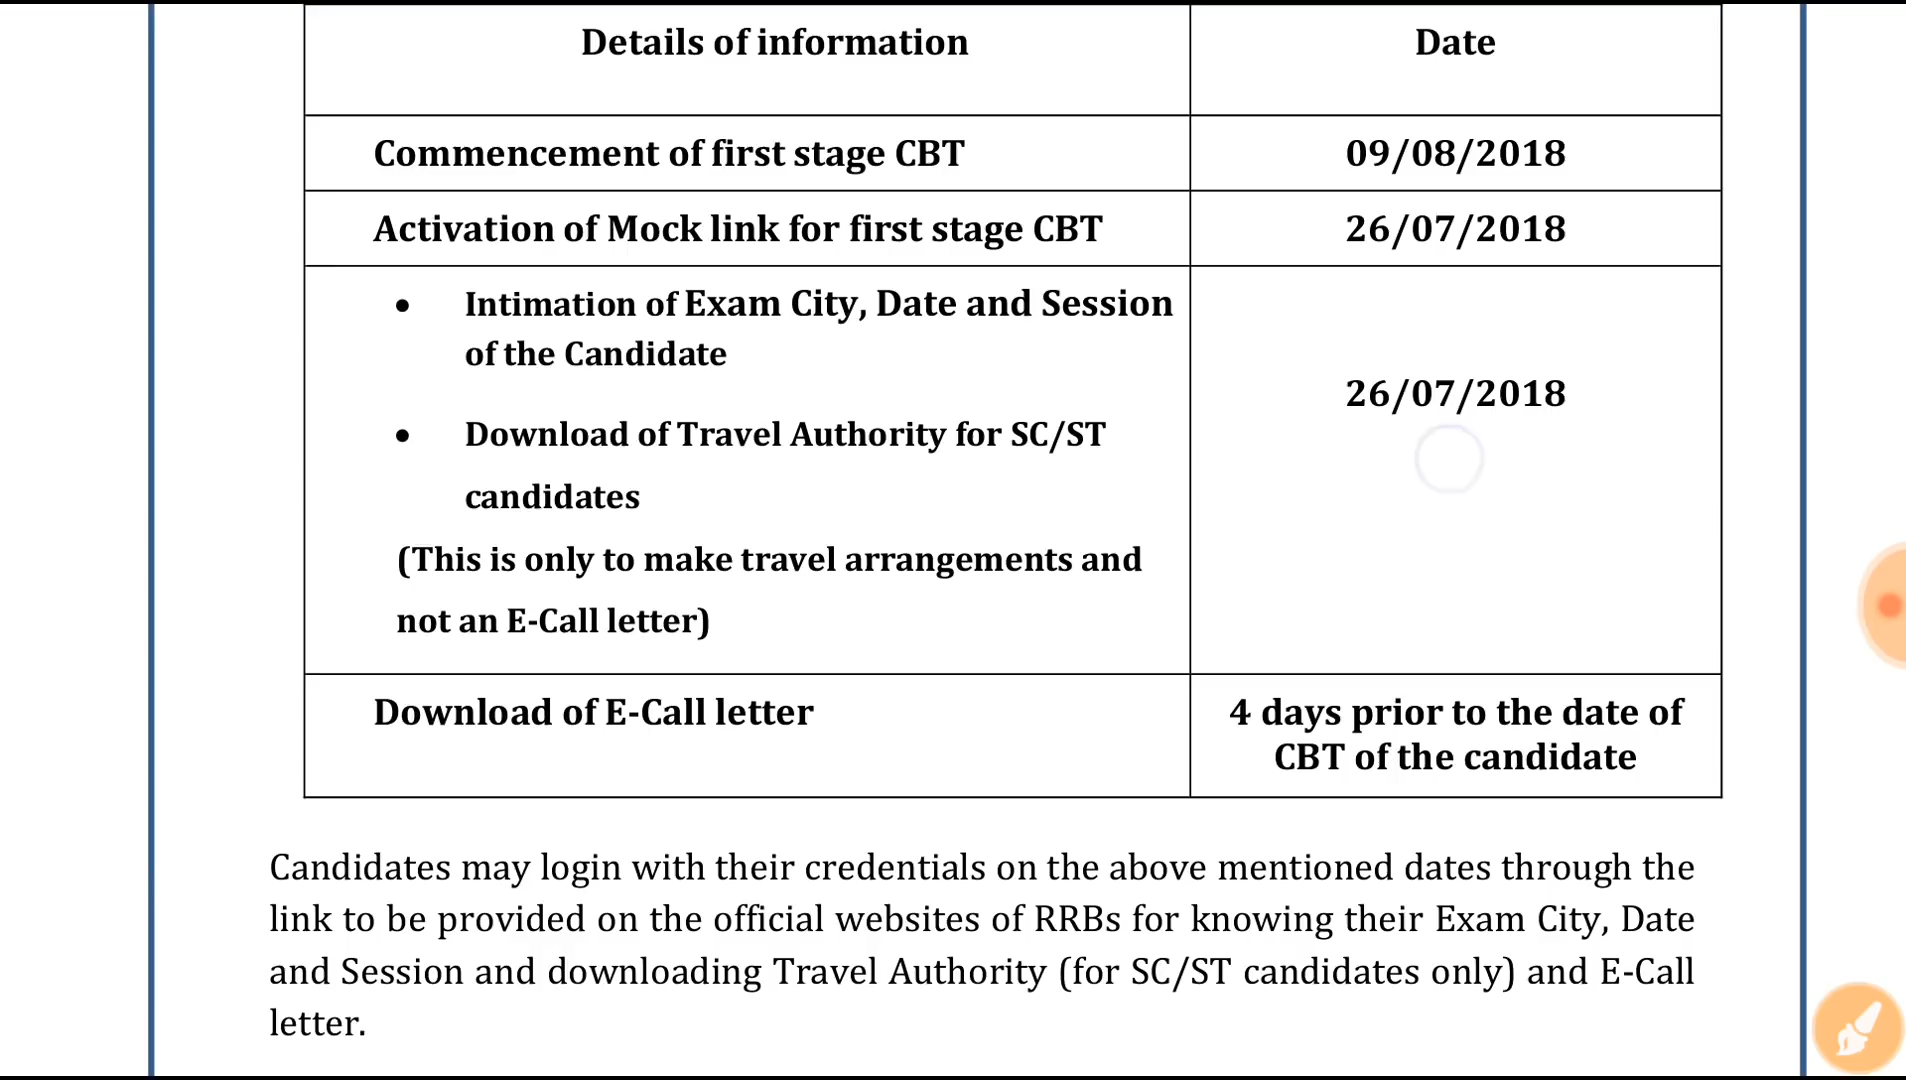 Details of information Date
Commencement of first stage CBT 09/08/2018
Activation of Mock link for first stage CBT 26/07/2018
• Intimation of Exam City, Date and Session
of the Candidate
26/07/2018
• Download of Travel Authority for SC/ST
candidates
(This is only to make travel arrangements and
not an E-Call letter)
Download of E-Call letter 4 days prior to the date of
CBT of the candidate
Candidates may login with their credentials on the above mentioned dates through the
link to be provided on the official websites of RRBs for knowing their Exam City, Date
and Session and downloading Travel Authority (for SC/ST candidates only) and E-Call
letter.